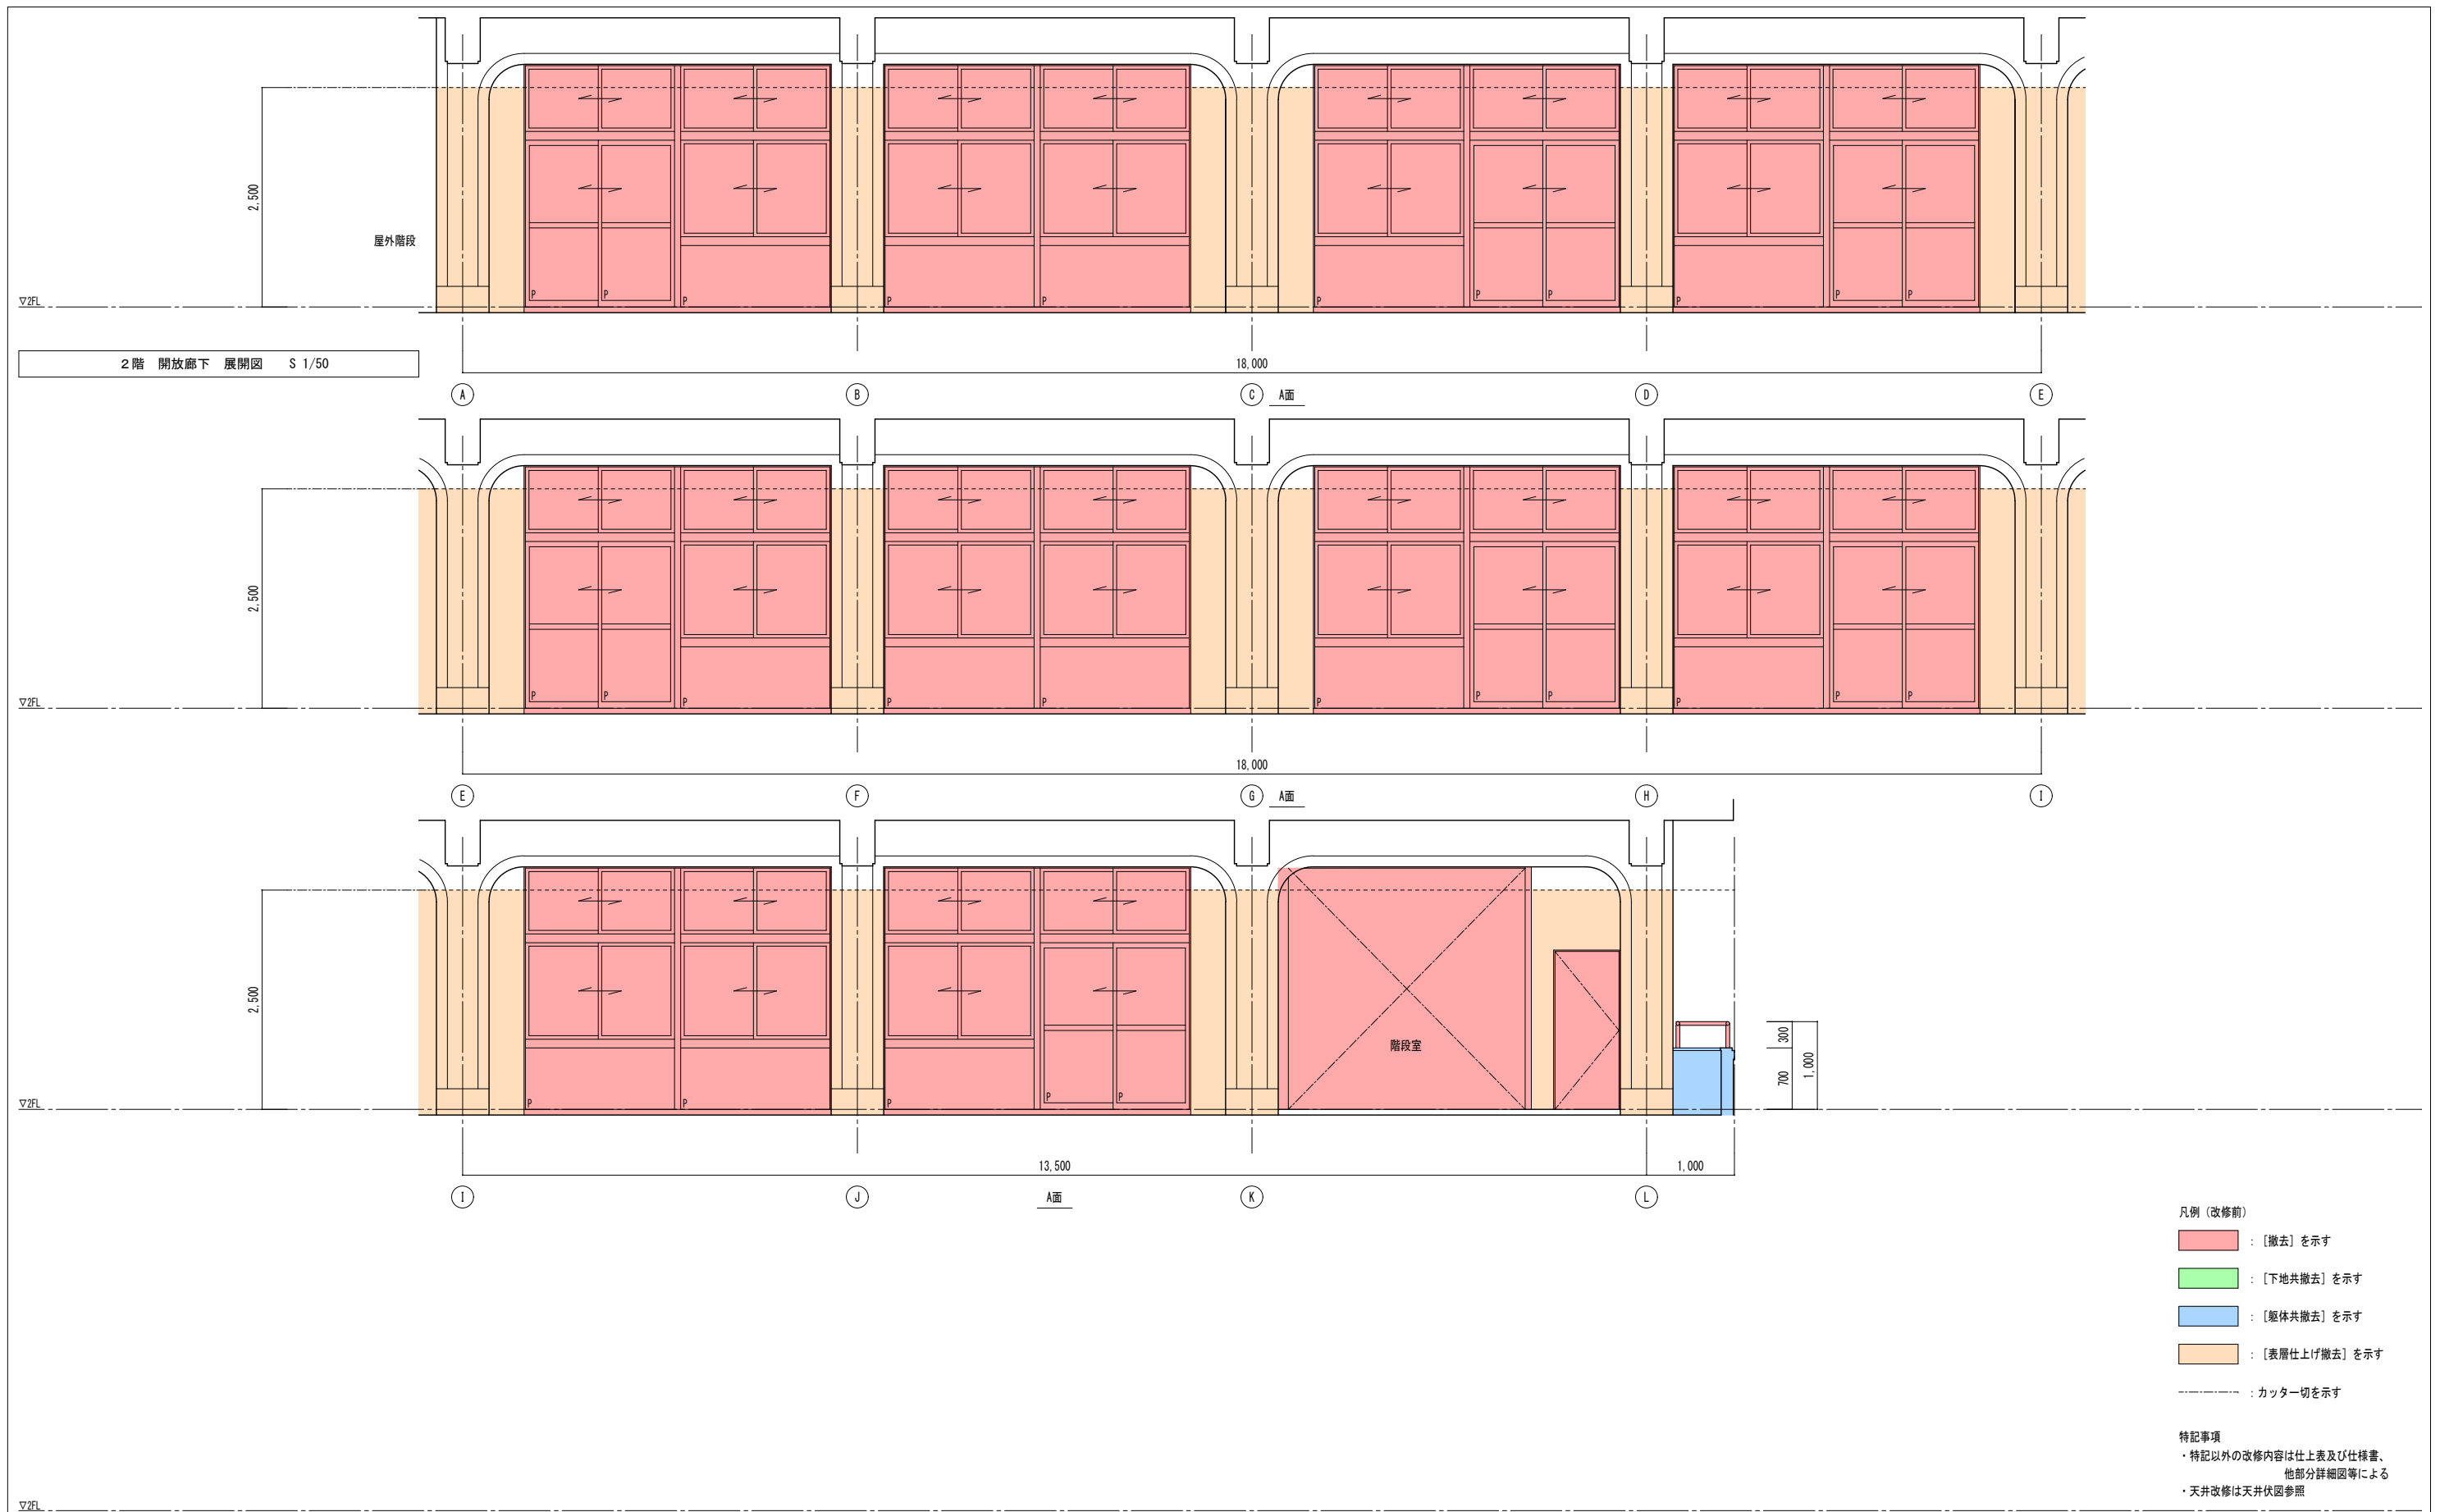 2,500
屋外階段
▽2FL
P P P P P P P P P P P
２階　開放廊下　展開図　　S 1/50
18,000
A B C A面 D E
2,500
▽2FL
P P P P P P P P P P P
18,000
E F G A面 H I
2,500
階段室
300
700
1,000
▽2FL
P P P P P
13,500
1,000
I J A面 K L
凡例（改修前）
：［撤去］を示す
：［下地共撤去］を示す
：［躯体共撤去］を示す
：［表層仕上げ撤去］を示す
：カッター切を示す
特記事項
・特記以外の改修内容は仕上表及び仕様書、
他部分詳細図等による
・天井改修は天井伏図参照
▽2FL